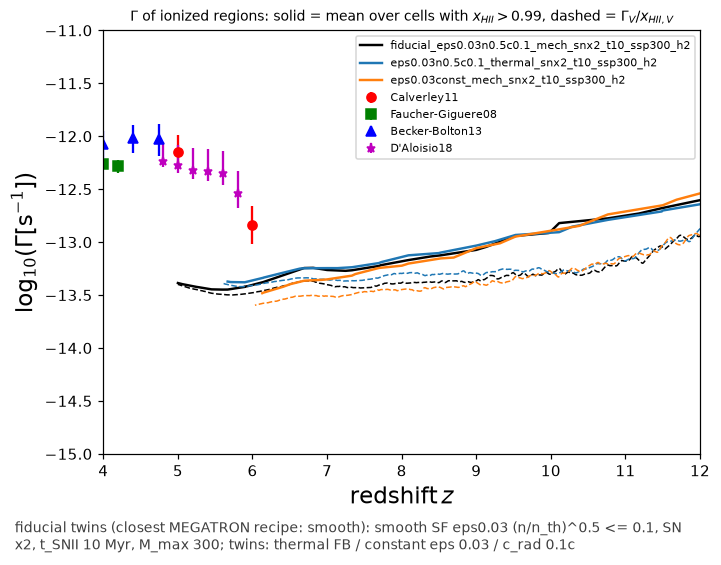 Γ of ionized regions: solid = mean over cells with x_HII > 0.99, dashed = Γ_V/x_HII,V
fiducial_eps0.03n0.5c0.1_mech_snx2_t10_ssp300_h2
eps0.03n0.5c0.1_thermal_snx2_t10_ssp300_h2
eps0.03const_mech_snx2_t10_ssp300_h2
Calverley11
Faucher-Giguere08
Becker-Bolton13
D'Aloisio18
log₁₀(Γ[s⁻¹])
−11.0
−11.5
−12.0
−12.5
−13.0
−13.5
−14.0
−14.5
−15.0
4 5 6 7 8 9 10 11 12
redshift z
fiducial twins (closest MEGATRON recipe: smooth): smooth SF eps0.03 (n/n_th)^0.5 <= 0.1, SN
x2, t_SNII 10 Myr, M_max 300; twins: thermal FB / constant eps 0.03 / c_rad 0.1c